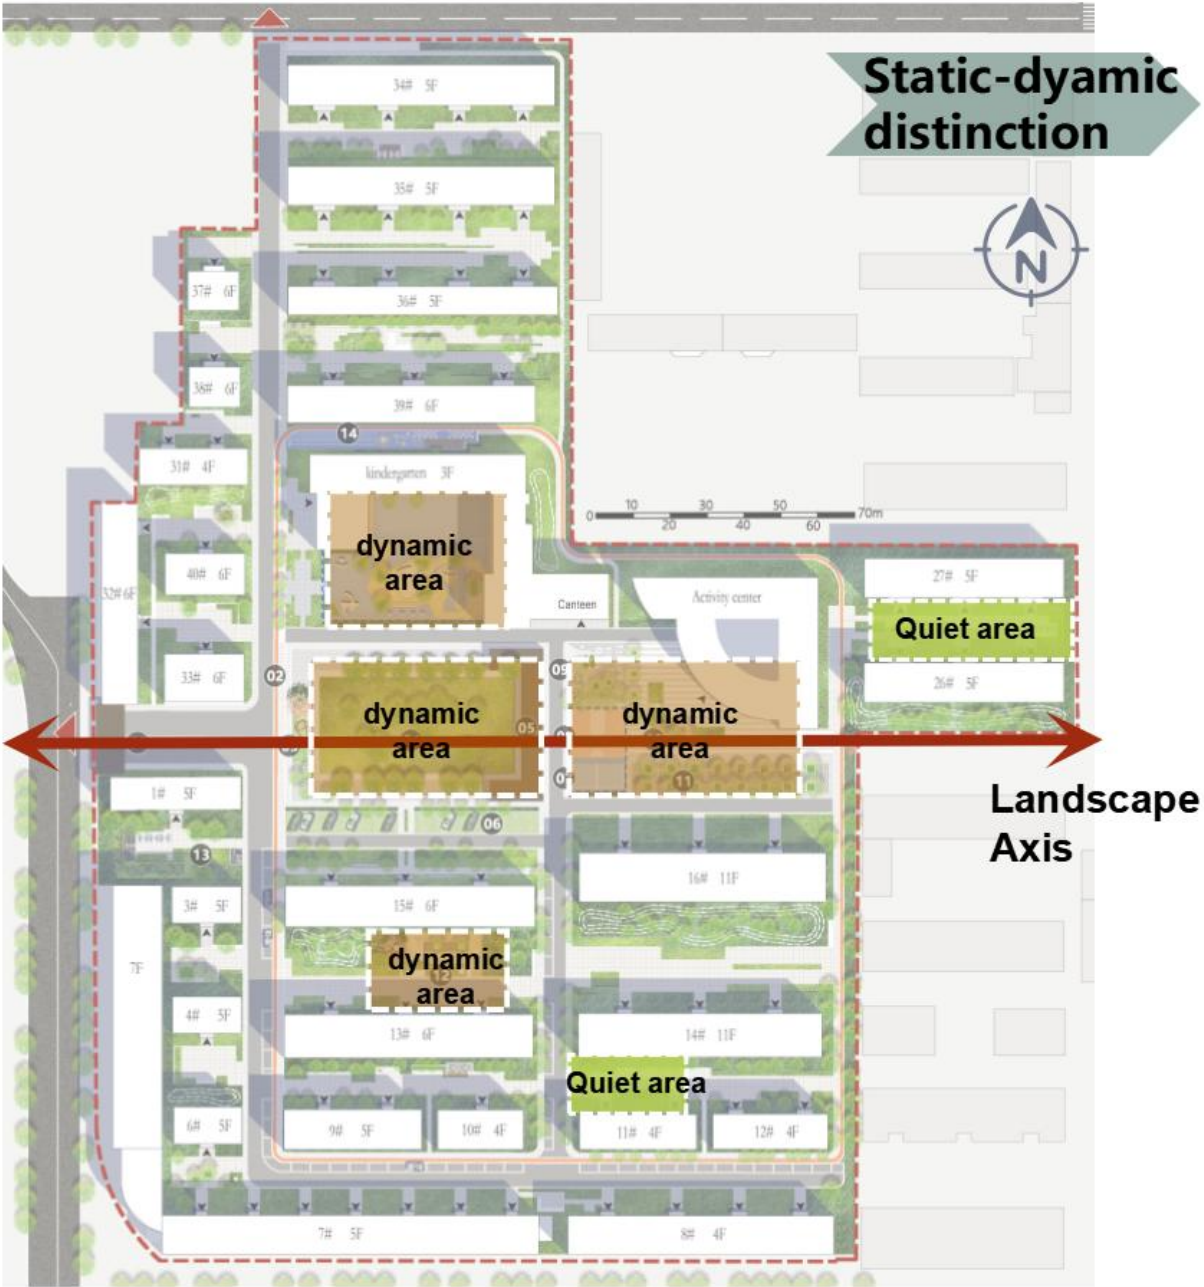 Static-dyamic
distinction
34# 5F
35# 5F
N
37# 6F
36# 5F
38# 6F
39# 6F
14
31# 4F
kindergarten 3F
10 30 50 70m
0 20 40 60
dynamic
area
40# 6F
32# 6F
27# 5F
Canteen
Activity center
Quiet area
33# 6F
02
09
26# 5F
dynamic
area
05
dynamic
area
11
1# 5F
Landscape
Axis
06
13
16# 11F
3# 5F
15# 6F
7F
dynamic
area
12
4# 5F
13# 6F
14# 11F
Quiet area
6# 5F
9# 5F
10# 4F
11# 4F
12# 4F
7# 5F
8# 4F